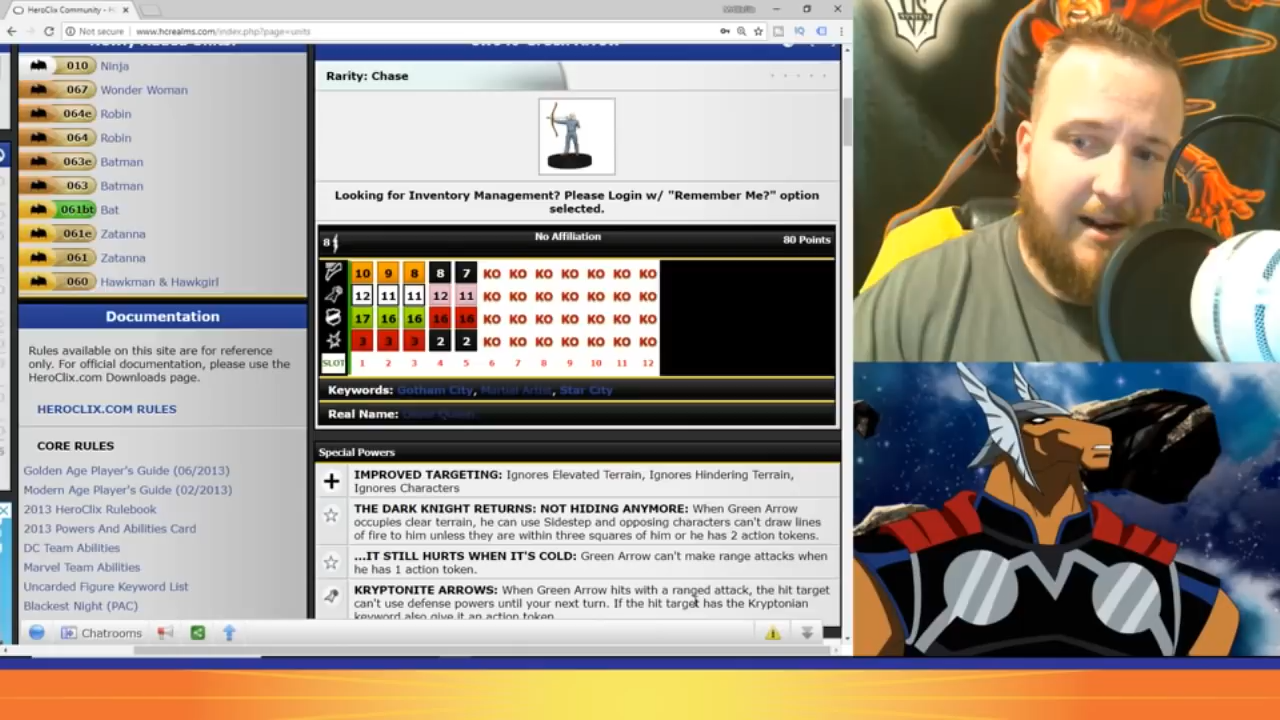 HeroClix Community - H
Not secure | www.hcrealms.com/index.php?page=units
010 Ninja
067 Wonder Woman
064e Robin
064 Robin
063e Batman
063 Batman
061bt Bat
061e Zatanna
061 Zatanna
060 Hawkman & Hawkgirl
Documentation
Rules available on this site are for reference
only. For official documentation, please use the
HeroClix.com Downloads page.
HEROCLIX.COM RULES
CORE RULES
Golden Age Player's Guide (06/2013)
Modern Age Player's Guide (02/2013)
2013 HeroClix Rulebook
2013 Powers And Abilities Card
DC Team Abilities
Marvel Team Abilities
Uncarded Figure Keyword List
Blackest Night (PAC)
Chatrooms
Rarity: Chase
Looking for Inventory Management? Please Login w/ "Remember Me?" option
selected.
8 No Affiliation 80 Points
10 9 8 8 7 KO KO KO KO KO KO KO
12 11 11 12 11 KO KO KO KO KO KO KO
17 16 16 16 16 KO KO KO KO KO KO KO
3 3 3 2 2 KO KO KO KO KO KO KO
SLOT 1 2 3 4 5 6 7 8 9 10 11 12
Keywords: Gotham City, Martial Artist, Star City
Real Name:
Special Powers
IMPROVED TARGETING: Ignores Elevated Terrain, Ignores Hindering Terrain,
Ignores Characters
THE DARK KNIGHT RETURNS: NOT HIDING ANYMORE: When Green Arrow
occupies clear terrain, he can use Sidestep and opposing characters can't draw lines
of fire to him unless they are within three squares of him or he has 2 action tokens.
...IT STILL HURTS WHEN IT'S COLD: Green Arrow can't make range attacks when
he has 1 action token.
KRYPTONITE ARROWS: When Green Arrow hits with a ranged attack, the hit target
can't use defense powers until your next turn. If the hit target has the Kryptonian
keyword also give it an action token.